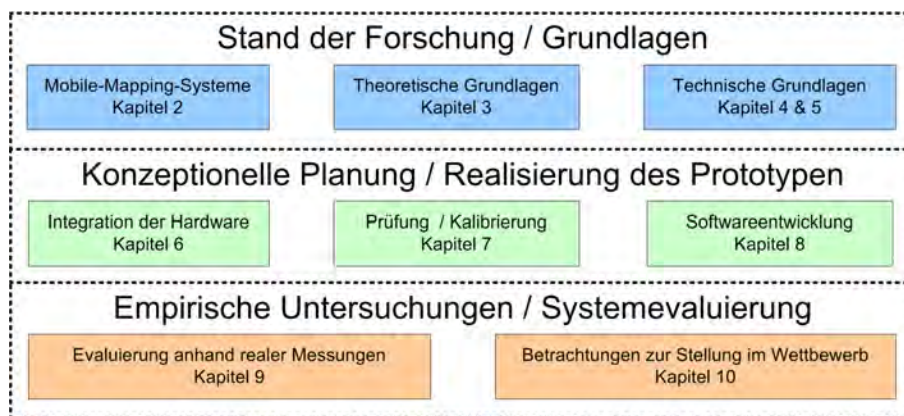 Stand der Forschung / Grundlagen
Mobile-Mapping-Systeme
Kapitel 2
Theoretische Grundlagen
Kapitel 3
Technische Grundlagen
Kapitel 4 & 5
Konzeptionelle Planung / Realisierung des Prototypen
Integration der Hardware
Kapitel 6
Prüfung / Kalibrierung
Kapitel 7
Softwareentwicklung
Kapitel 8
Empirische Untersuchungen / Systemevaluierung
Evaluierung anhand realer Messungen
Kapitel 9
Betrachtungen zur Stellung im Wettbewerb
Kapitel 10